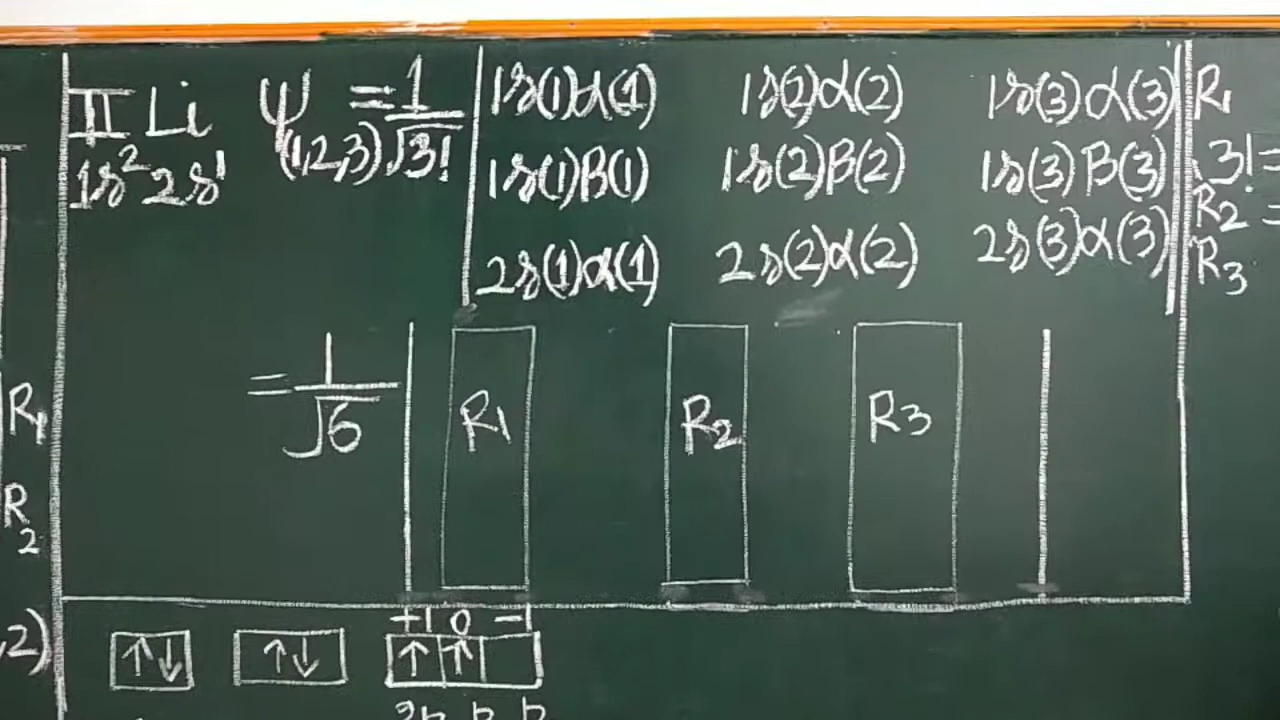 II Li ψ(1,2,3) = 1/√3! | 1s(1)α(1) 1s(2)α(2) 1s(3)α(3) | R1
1s²2s¹ 1s(1)β(1) 1s(2)β(2) 1s(3)β(3) 3! =
R2 =
2s(1)α(1) 2s(2)α(2) 2s(3)α(3) R3
= 1/√6 | R1 R2 R3 |
R1
R2
,2) ↑↓ ↑↓ +1 0 -1
↑ ↑